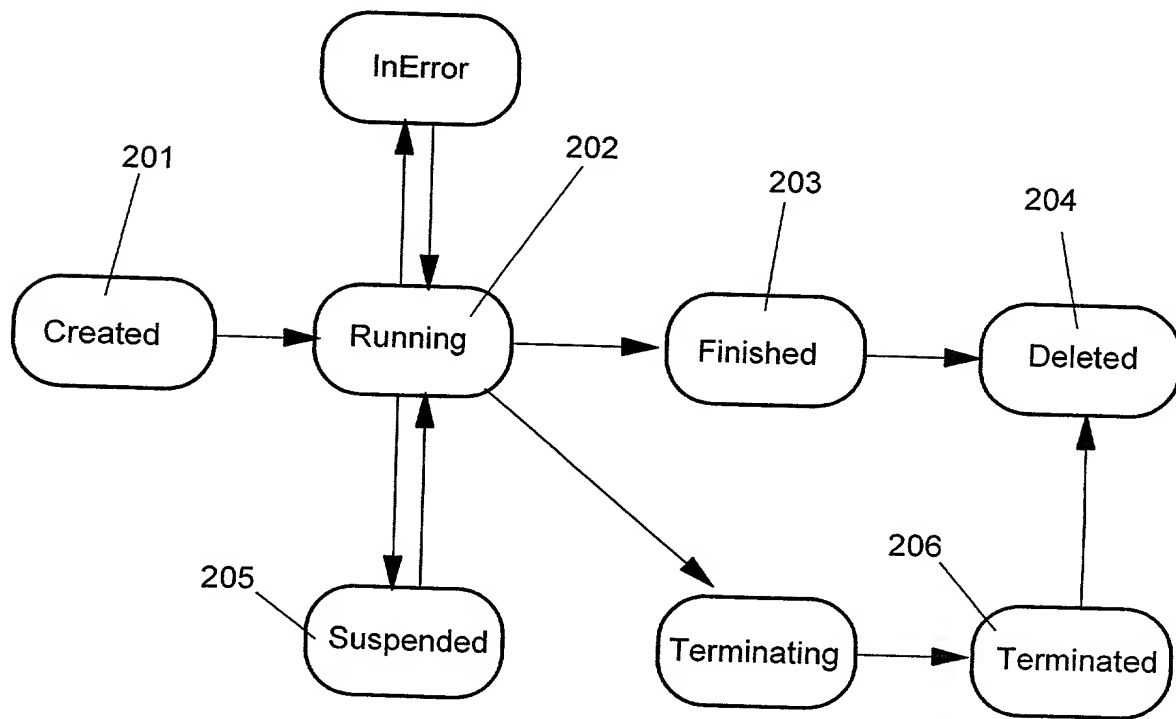 InError
201
202
203
204
Created
Running
Finished
Deleted
205
206
Suspended
Terminating
Terminated